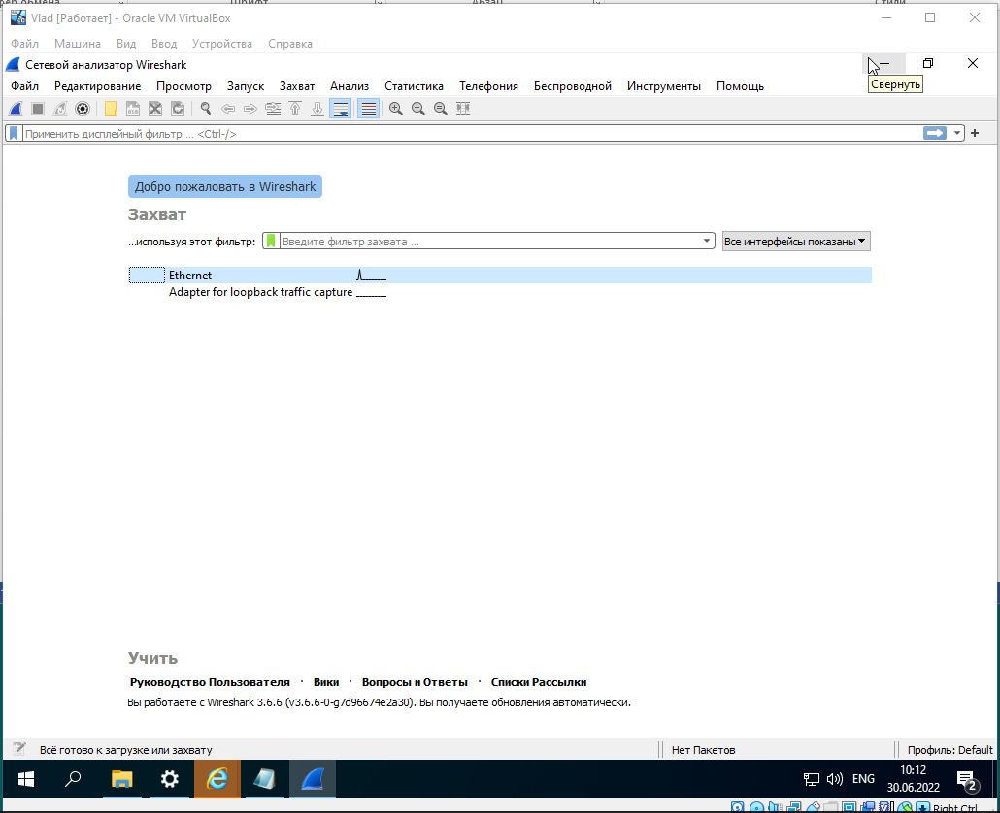 Vlad [Работает] - Oracle VM VirtualBox
Файл Машина Вид Ввод Устройства Справка
Сетевой анализатор Wireshark
Файл Редактирование Просмотр Запуск Захват Анализ Статистика Телефония Беспроводной Инструменты Помощь
Свернуть
Применить дисплейный фильтр ... <Ctrl-/>
Добро пожаловать в Wireshark
Захват
...используя этот фильтр: Введите фильтр захвата ... Все интерфейсы показаны
Ethernet
Adapter for loopback traffic capture
Учить
Руководство Пользователя · Вики · Вопросы и Ответы · Списки Рассылки
Вы работаете с Wireshark 3.6.6 (v3.6.6-0-g7d96674e2a30). Вы получаете обновления автоматически.
Всё готово к загрузке или захвату Нет Пакетов Профиль: Default
ENG 10:12
30.06.2022 2
Right Ctrl